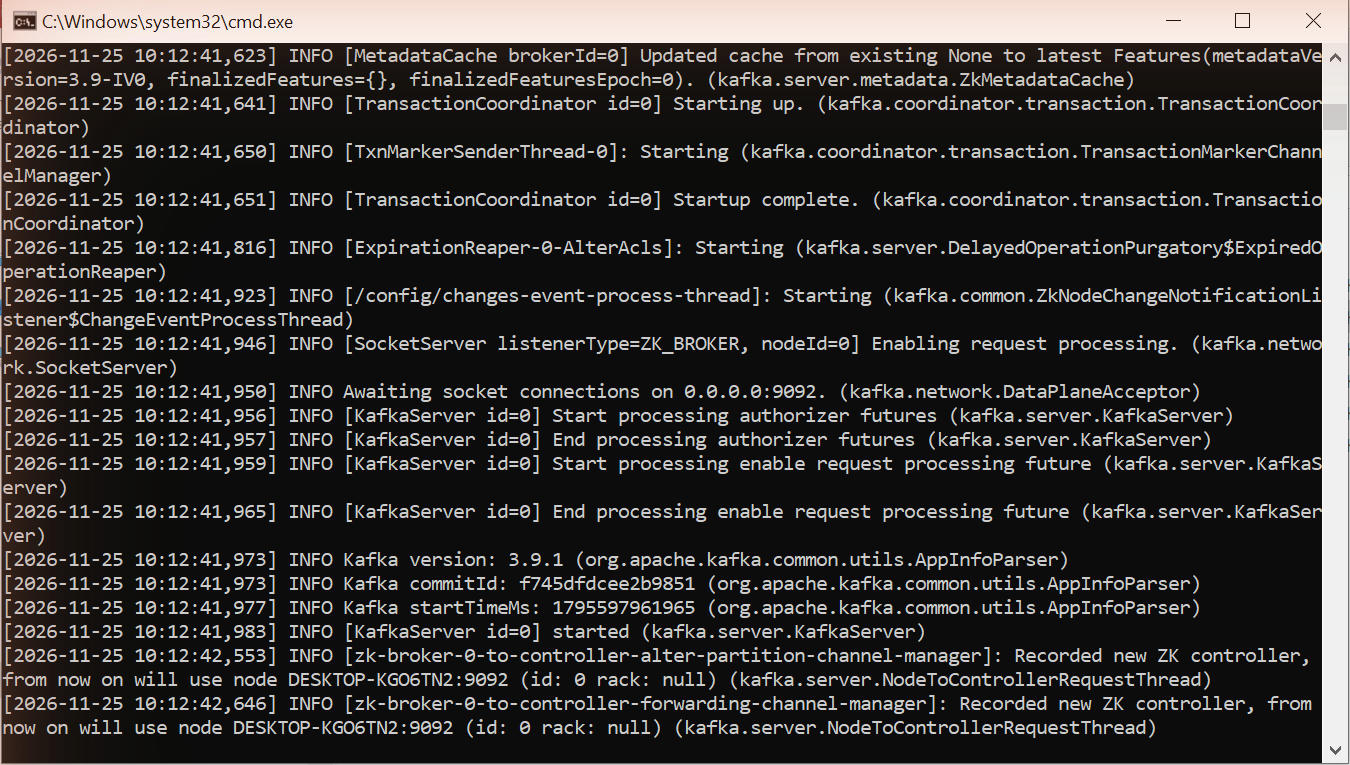 C:\Windows\system32\cmd.exe
[2026-11-25 10:12:41,623] INFO [MetadataCache brokerId=0] Updated cache from existing None to latest Features(metadataVe
rsion=3.9-IV0, finalizedFeatures={}, finalizedFeaturesEpoch=0). (kafka.server.metadata.ZkMetadataCache)
[2026-11-25 10:12:41,641] INFO [TransactionCoordinator id=0] Starting up. (kafka.coordinator.transaction.TransactionCoor
dinator)
[2026-11-25 10:12:41,650] INFO [TxnMarkerSenderThread-0]: Starting (kafka.coordinator.transaction.TransactionMarkerChann
elManager)
[2026-11-25 10:12:41,651] INFO [TransactionCoordinator id=0] Startup complete. (kafka.coordinator.transaction.Transactio
nCoordinator)
[2026-11-25 10:12:41,816] INFO [ExpirationReaper-0-AlterAcls]: Starting (kafka.server.DelayedOperationPurgatory$ExpiredO
perationReaper)
[2026-11-25 10:12:41,923] INFO [/config/changes-event-process-thread]: Starting (kafka.common.ZkNodeChangeNotificationLi
stener$ChangeEventProcessThread)
[2026-11-25 10:12:41,946] INFO [SocketServer listenerType=ZK_BROKER, nodeId=0] Enabling request processing. (kafka.netwo
rk.SocketServer)
[2026-11-25 10:12:41,950] INFO Awaiting socket connections on 0.0.0.0:9092. (kafka.network.DataPlaneAcceptor)
[2026-11-25 10:12:41,956] INFO [KafkaServer id=0] Start processing authorizer futures (kafka.server.KafkaServer)
[2026-11-25 10:12:41,957] INFO [KafkaServer id=0] End processing authorizer futures (kafka.server.KafkaServer)
[2026-11-25 10:12:41,959] INFO [KafkaServer id=0] Start processing enable request processing future (kafka.server.KafkaS
erver)
[2026-11-25 10:12:41,965] INFO [KafkaServer id=0] End processing enable request processing future (kafka.server.KafkaSer
ver)
[2026-11-25 10:12:41,973] INFO Kafka version: 3.9.1 (org.apache.kafka.common.utils.AppInfoParser)
[2026-11-25 10:12:41,973] INFO Kafka commitId: f745dfdcee2b9851 (org.apache.kafka.common.utils.AppInfoParser)
[2026-11-25 10:12:41,977] INFO Kafka startTimeMs: 1795597961965 (org.apache.kafka.common.utils.AppInfoParser)
[2026-11-25 10:12:41,983] INFO [KafkaServer id=0] started (kafka.server.KafkaServer)
[2026-11-25 10:12:42,553] INFO [zk-broker-0-to-controller-alter-partition-channel-manager]: Recorded new ZK controller,
from now on will use node DESKTOP-KGO6TN2:9092 (id: 0 rack: null) (kafka.server.NodeToControllerRequestThread)
[2026-11-25 10:12:42,646] INFO [zk-broker-0-to-controller-forwarding-channel-manager]: Recorded new ZK controller, from
now on will use node DESKTOP-KGO6TN2:9092 (id: 0 rack: null) (kafka.server.NodeToControllerRequestThread)